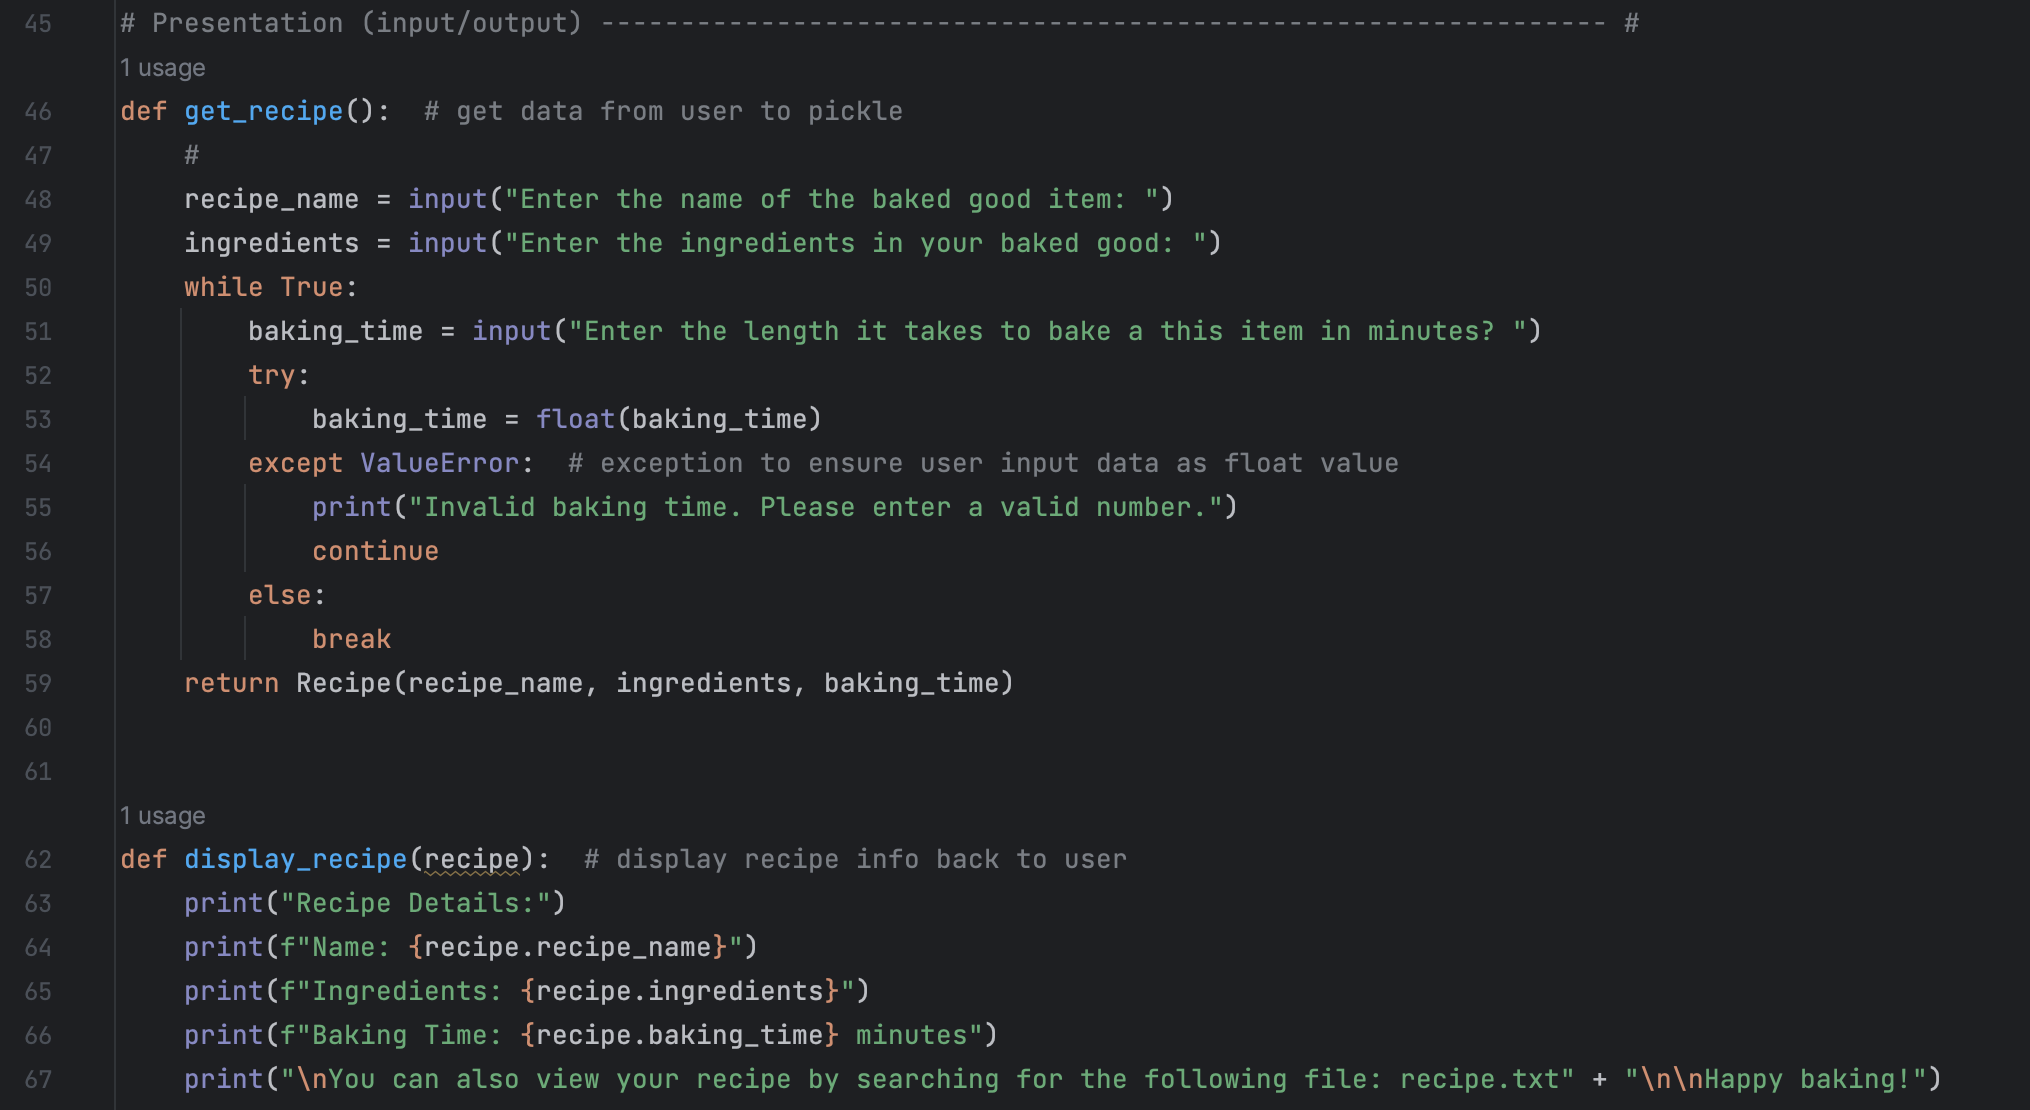 45 # Presentation (input/output) --------------------------------------------------------------- #
1 usage
46 def get_recipe():  # get data from user to pickle
47     #
48     recipe_name = input("Enter the name of the baked good item: ")
49     ingredients = input("Enter the ingredients in your baked good: ")
50     while True:
51         baking_time = input("Enter the length it takes to bake a this item in minutes? ")
52         try:
53             baking_time = float(baking_time)
54         except ValueError:  # exception to ensure user input data as float value
55             print("Invalid baking time. Please enter a valid number.")
56             continue
57         else:
58             break
59     return Recipe(recipe_name, ingredients, baking_time)
60
61
1 usage
62 def display_recipe(recipe):  # display recipe info back to user
63     print("Recipe Details:")
64     print(f"Name: {recipe.recipe_name}")
65     print(f"Ingredients: {recipe.ingredients}")
66     print(f"Baking Time: {recipe.baking_time} minutes")
67     print("\nYou can also view your recipe by searching for the following file: recipe.txt" + "\n\nHappy baking!")